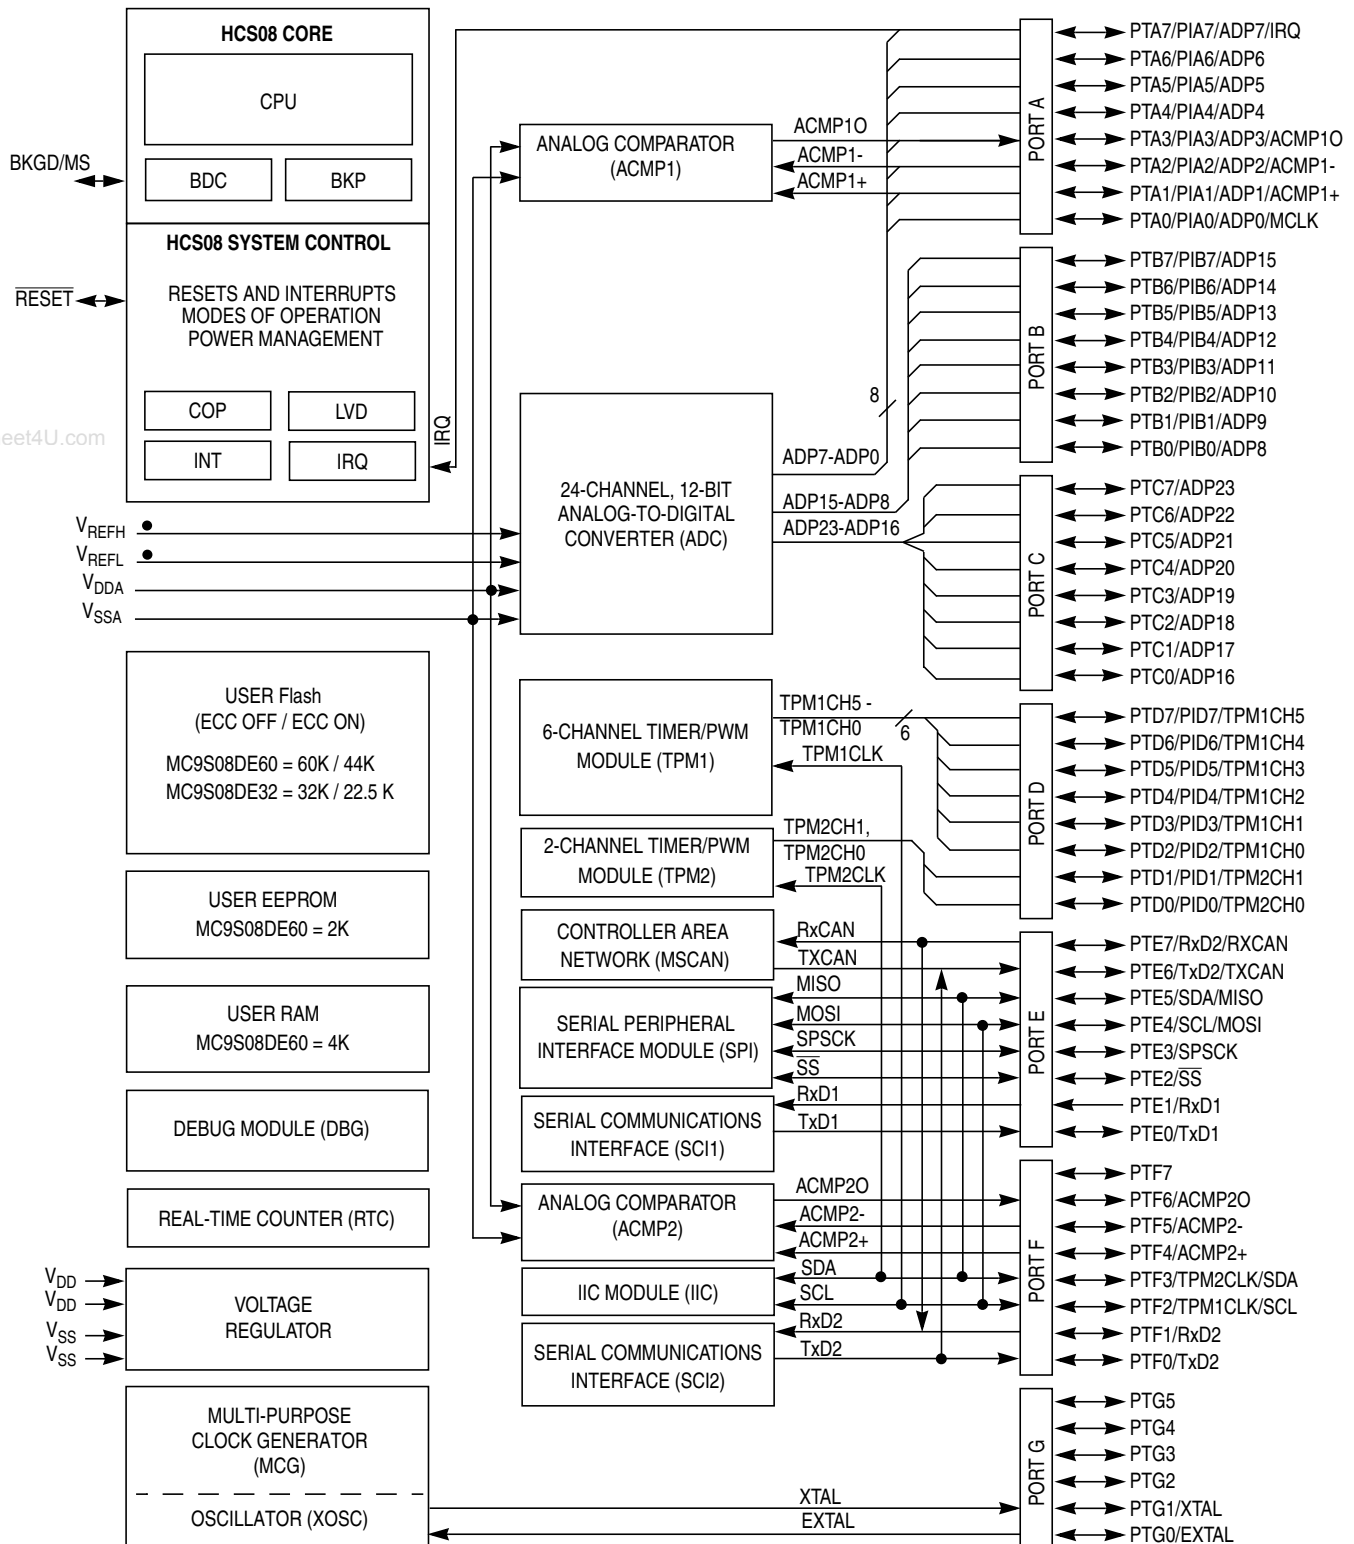 HCS08 CORE
CPU
BDC
BKP
BKGD/MS
HCS08 SYSTEM CONTROL
RESETS AND INTERRUPTS
MODES OF OPERATION
POWER MANAGEMENT
RESET
COP
LVD
INT
IRQ
IRQ
eet4U.com
VREFH
VREFL
VDDA
VSSA
USER Flash
(ECC OFF / ECC ON)
MC9S08DE60 = 60K / 44K
MC9S08DE32 = 32K / 22.5 K
USER EEPROM
MC9S08DE60 = 2K
USER RAM
MC9S08DE60 = 4K
DEBUG MODULE (DBG)
REAL-TIME COUNTER (RTC)
VDD
VDD
VSS
VSS
VOLTAGE
REGULATOR
MULTI-PURPOSE
CLOCK GENERATOR
(MCG)
OSCILLATOR (XOSC)
ANALOG COMPARATOR
(ACMP1)
ACMP1O
ACMP1-
ACMP1+
24-CHANNEL, 12-BIT
ANALOG-TO-DIGITAL
CONVERTER (ADC)
8
ADP7-ADP0
ADP15-ADP8
ADP23-ADP16
6-CHANNEL TIMER/PWM
MODULE (TPM1)
TPM1CH5 -
TPM1CH0
6
TPM1CLK
2-CHANNEL TIMER/PWM
MODULE (TPM2)
TPM2CH1,
TPM2CH0
TPM2CLK
CONTROLLER AREA
NETWORK (MSCAN)
RxCAN
TXCAN
SERIAL PERIPHERAL
INTERFACE MODULE (SPI)
MISO
MOSI
SPSCK
SS
SERIAL COMMUNICATIONS
INTERFACE (SCI1)
RxD1
TxD1
ANALOG COMPARATOR
(ACMP2)
ACMP2O
ACMP2-
ACMP2+
IIC MODULE (IIC)
SDA
SCL
SERIAL COMMUNICATIONS
INTERFACE (SCI2)
RxD2
TxD2
XTAL
EXTAL
PORT A
PTA7/PIA7/ADP7/IRQ
PTA6/PIA6/ADP6
PTA5/PIA5/ADP5
PTA4/PIA4/ADP4
PTA3/PIA3/ADP3/ACMP1O
PTA2/PIA2/ADP2/ACMP1-
PTA1/PIA1/ADP1/ACMP1+
PTA0/PIA0/ADP0/MCLK
PORT B
PTB7/PIB7/ADP15
PTB6/PIB6/ADP14
PTB5/PIB5/ADP13
PTB4/PIB4/ADP12
PTB3/PIB3/ADP11
PTB2/PIB2/ADP10
PTB1/PIB1/ADP9
PTB0/PIB0/ADP8
PORT C
PTC7/ADP23
PTC6/ADP22
PTC5/ADP21
PTC4/ADP20
PTC3/ADP19
PTC2/ADP18
PTC1/ADP17
PTC0/ADP16
PORT D
PTD7/PID7/TPM1CH5
PTD6/PID6/TPM1CH4
PTD5/PID5/TPM1CH3
PTD4/PID4/TPM1CH2
PTD3/PID3/TPM1CH1
PTD2/PID2/TPM1CH0
PTD1/PID1/TPM2CH1
PTD0/PID0/TPM2CH0
PORT E
PTE7/RxD2/RXCAN
PTE6/TxD2/TXCAN
PTE5/SDA/MISO
PTE4/SCL/MOSI
PTE3/SPSCK
PTE2/SS
PTE1/RxD1
PTE0/TxD1
PORT F
PTF7
PTF6/ACMP2O
PTF5/ACMP2-
PTF4/ACMP2+
PTF3/TPM2CLK/SDA
PTF2/TPM1CLK/SCL
PTF1/RxD2
PTF0/TxD2
PORT G
PTG5
PTG4
PTG3
PTG2
PTG1/XTAL
PTG0/EXTAL